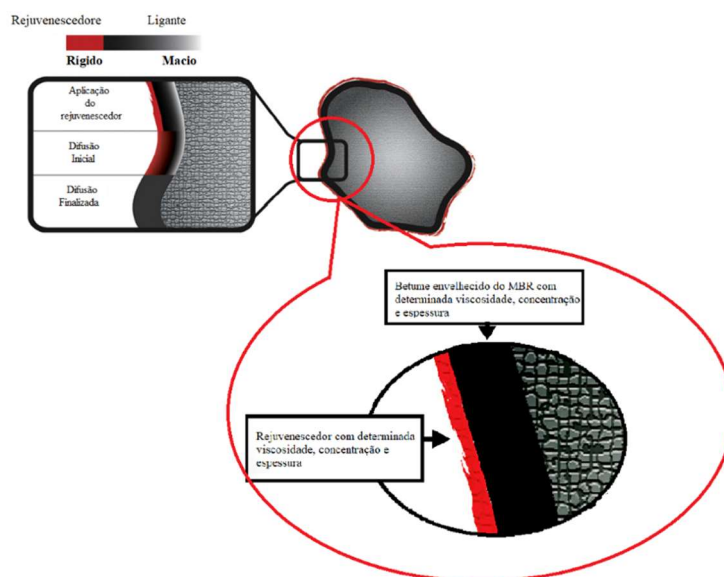 Rejuvenescedore Ligante
Rígido Macio
Aplicação
do
rejuvenescedor
Difusão
Inicial
Difusão
Finalizada
Betume envelhecido do MBR com
determinada viscosidade, concentração
e espessura
Rejuvenescedor com determinada
viscosidade, concentração e
espessura